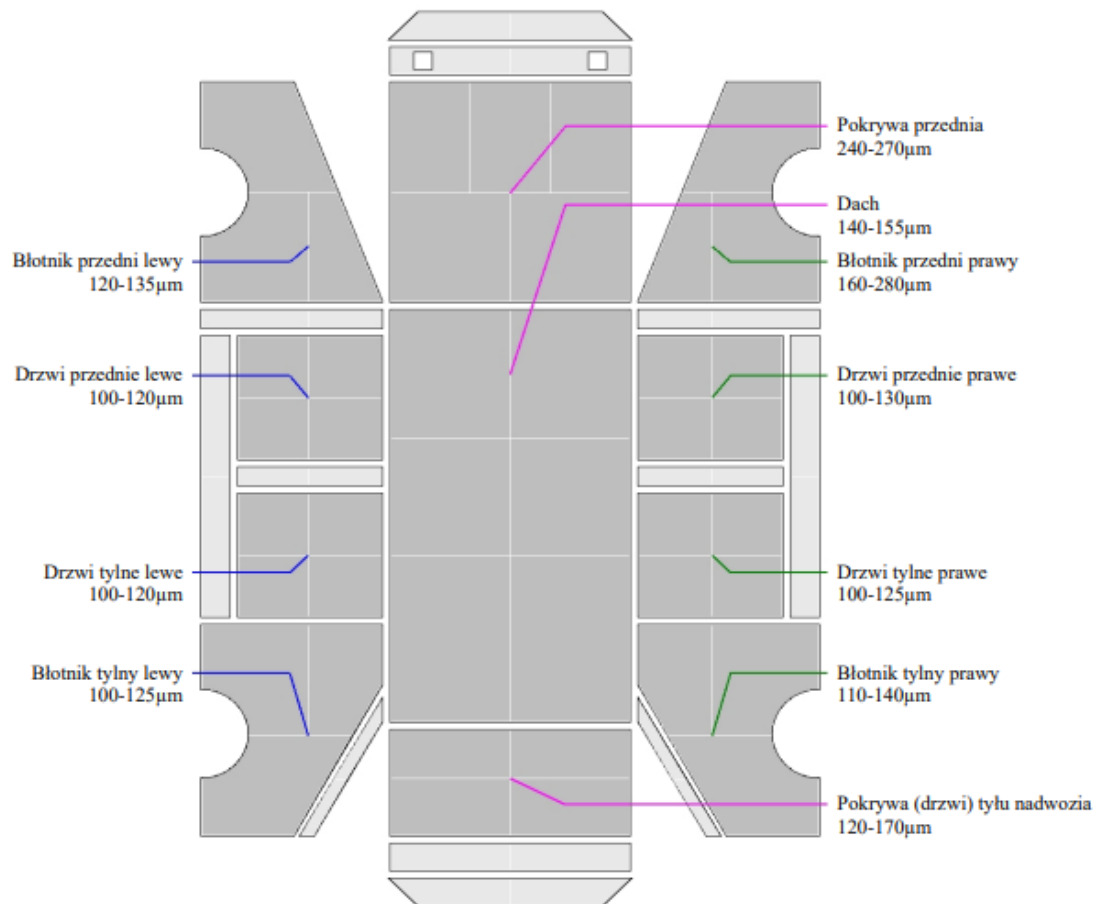 Pokrywa przednia
240-270µm
Dach
140-155µm
Błotnik przedni lewy
120-135µm
Błotnik przedni prawy
160-280µm
Drzwi przednie lewe
100-120µm
Drzwi przednie prawe
100-130µm
Drzwi tylne lewe
100-120µm
Drzwi tylne prawe
100-125µm
Błotnik tylny lewy
100-125µm
Błotnik tylny prawy
110-140µm
Pokrywa (drzwi) tyłu nadwozia
120-170µm